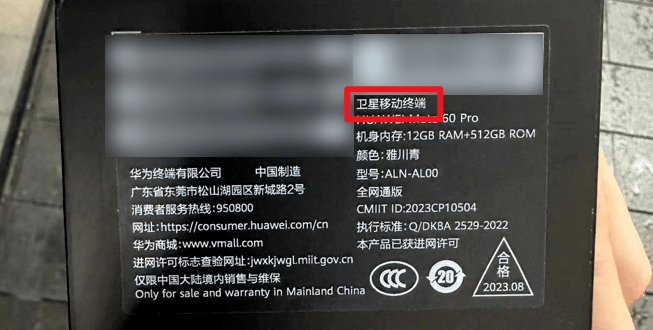 卫星移动终端
HUAWEI Mate 60 Pro
机身内存:12GB RAM+512GB ROM
颜色:雅川青
型号:ALN-AL00
全网通版
CMIIT ID:2023CP10504
执行标准:Q/DKBA 2529-2022
本产品已获进网许可
华为终端有限公司 中国制造
广东省东莞市松山湖园区新城路2号
消费者服务热线:950800
网址:https://consumer.huawei.com/cn
华为商城:www.vmall.com
进网许可标志查验网址:jwxkjwgl.miit.gov.cn
仅限中国大陆境内销售与维保
Only for sale and warranty in Mainland China
CCC
20
合格
2023.08